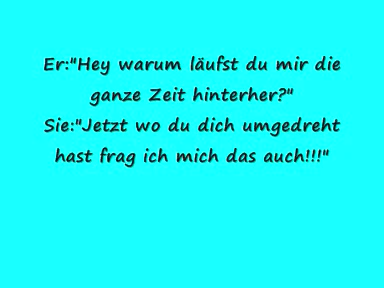 Er:"Hey warum läufst du mir die
ganze Zeit hinterher?"
Sie:"Jetzt wo du dich umgedreht
hast frag ich mich das auch!!!"